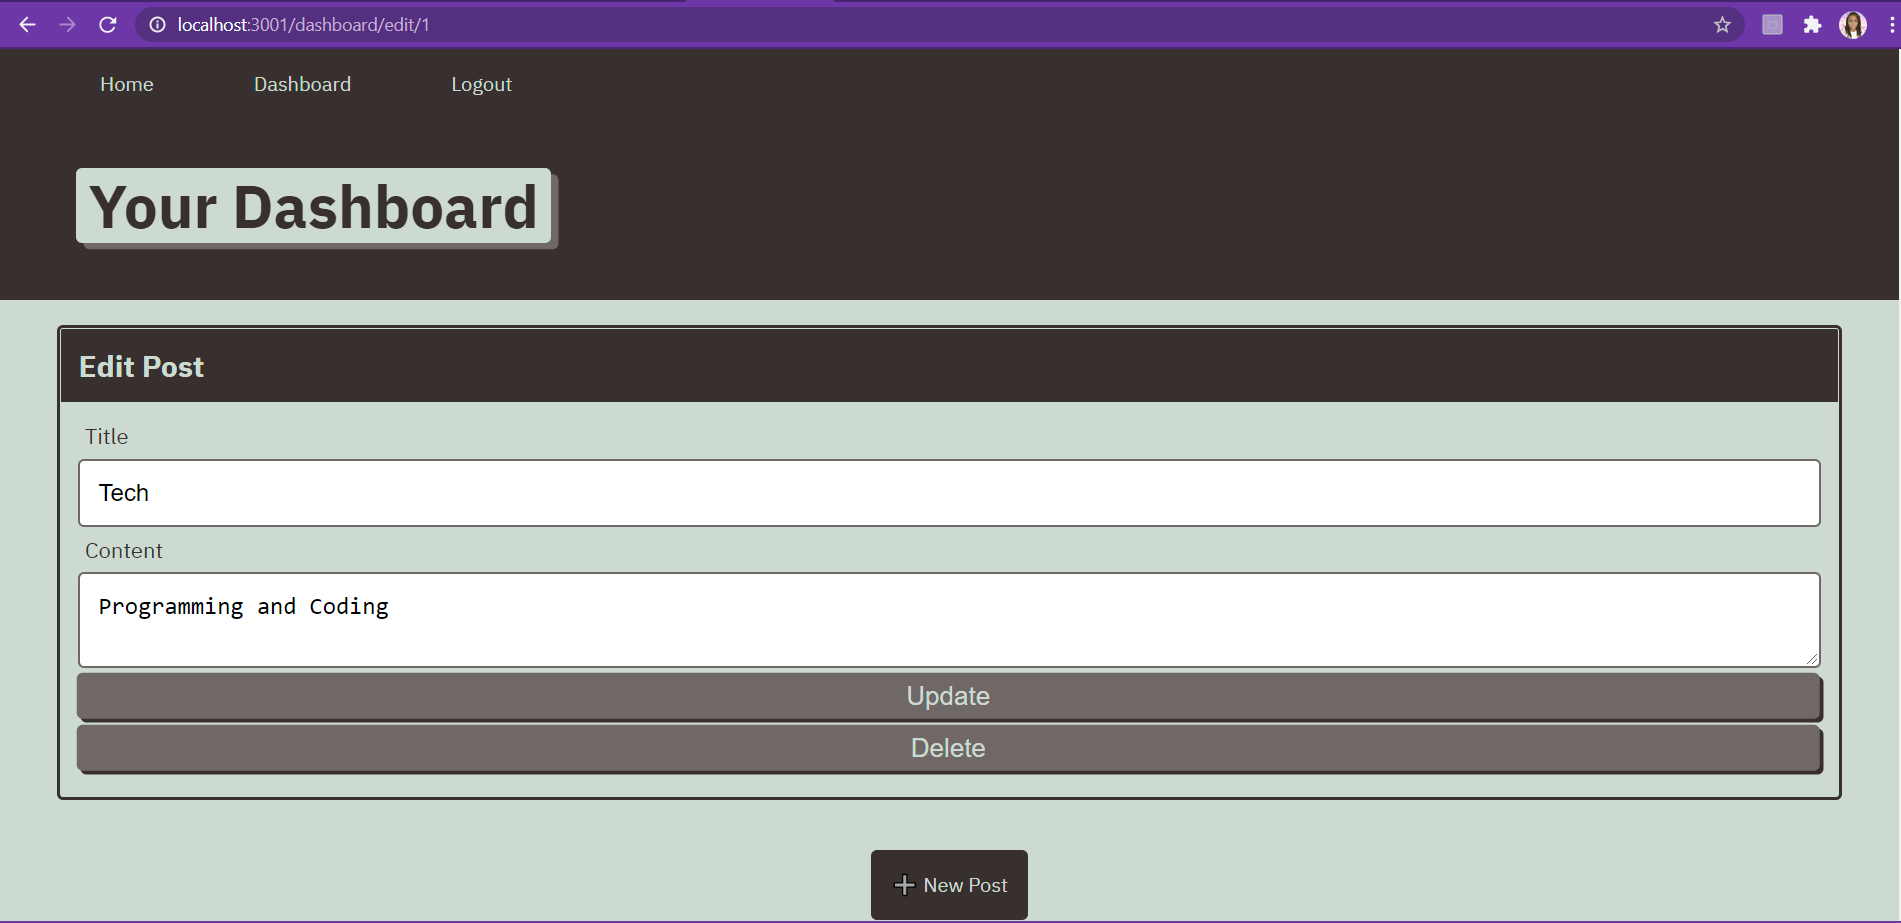 localhost:3001/dashboard/edit/1
Home Dashboard Logout
Your Dashboard
Edit Post
Title
Tech
Content
Programming and Coding
Update
Delete
New Post